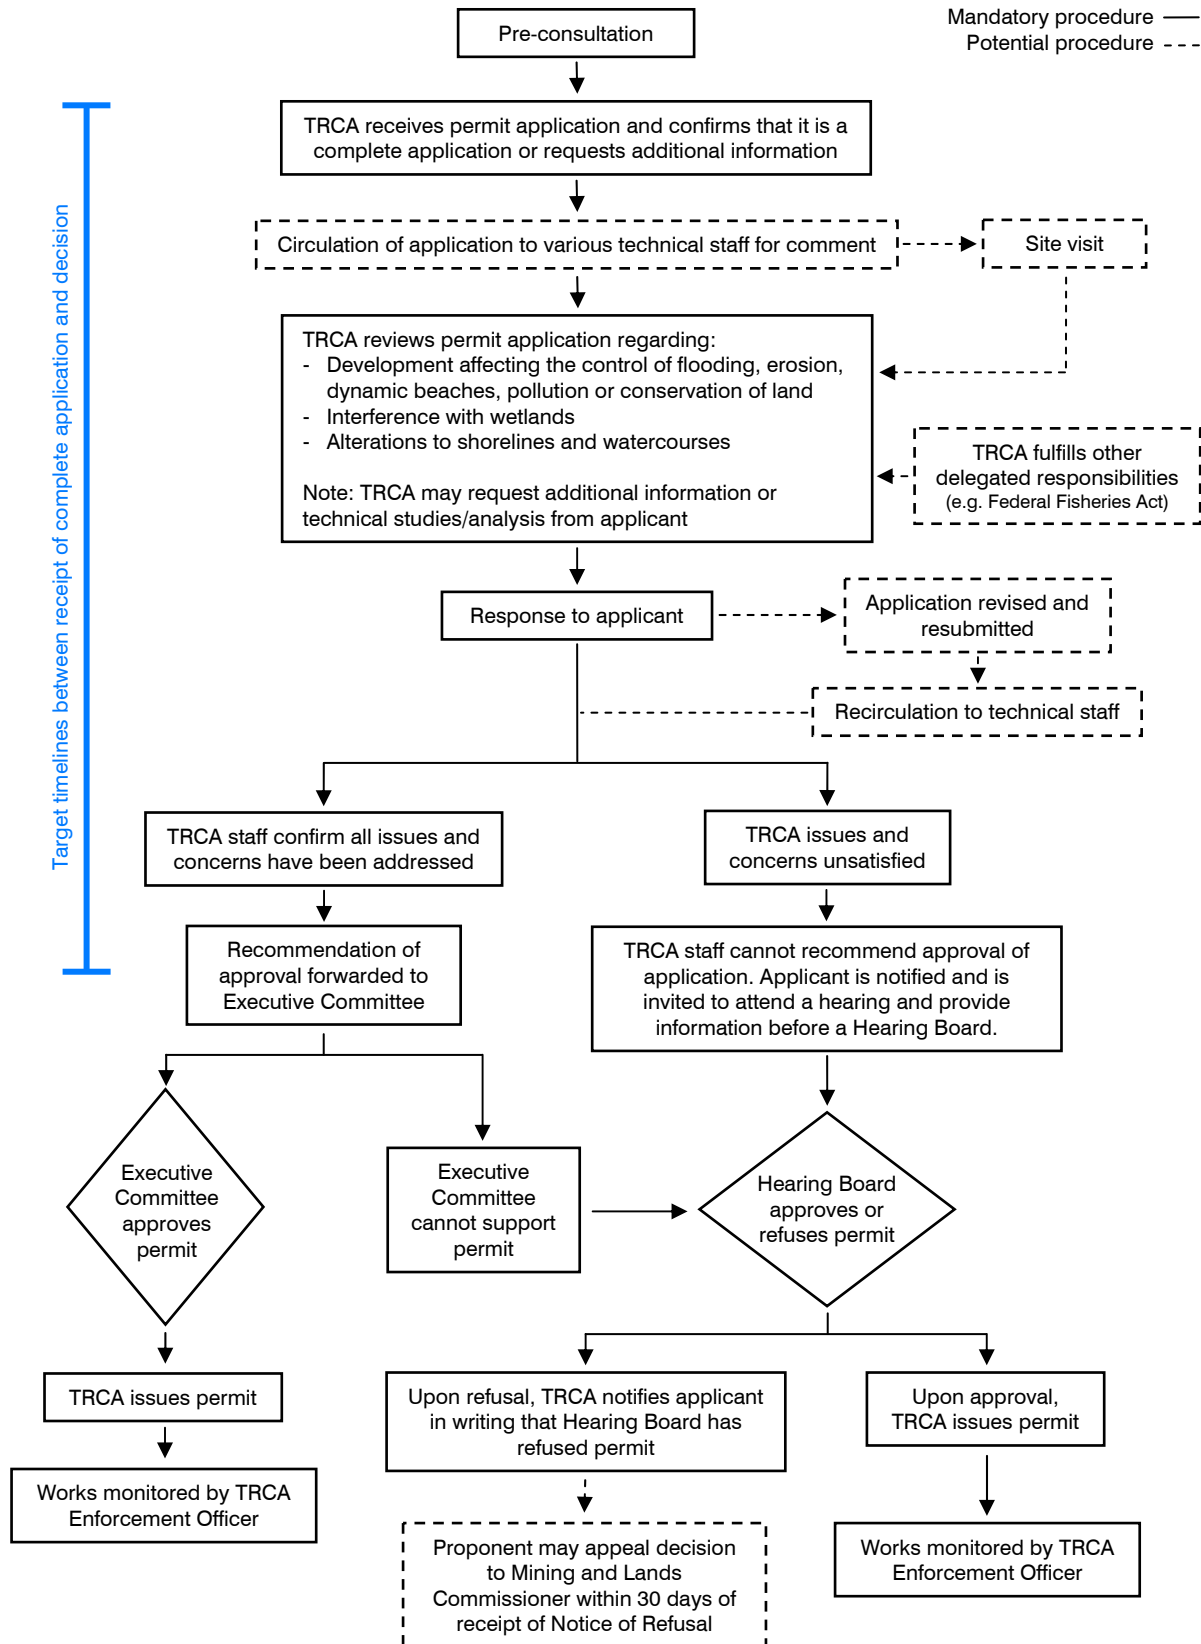 Mandatory procedure
Potential procedure
Pre-consultation
TRCA receives permit application and confirms that it is a
complete application or requests additional information
Circulation of application to various technical staff for comment
Site visit
TRCA reviews permit application regarding:
- Development affecting the control of flooding, erosion,
dynamic beaches, pollution or conservation of land
- Interference with wetlands
- Alterations to shorelines and watercourses
Note: TRCA may request additional information or
technical studies/analysis from applicant
TRCA fulfills other
delegated responsibilities
(e.g. Federal Fisheries Act)
Response to applicant
Application revised and
resubmitted
Recirculation to technical staff
Target timelines between receipt of complete application and decision
TRCA staff confirm all issues and
concerns have been addressed
TRCA issues and
concerns unsatisfied
Recommendation of
approval forwarded to
Executive Committee
TRCA staff cannot recommend approval of
application. Applicant is notified and is
invited to attend a hearing and provide
information before a Hearing Board.
Executive
Committee
approves
permit
Executive
Committee
cannot support
permit
Hearing Board
approves or
refuses permit
TRCA issues permit
Upon refusal, TRCA notifies applicant
in writing that Hearing Board has
refused permit
Upon approval,
TRCA issues permit
Works monitored by TRCA
Enforcement Officer
Proponent may appeal decision
to Mining and Lands
Commissioner within 30 days of
receipt of Notice of Refusal
Works monitored by TRCA
Enforcement Officer